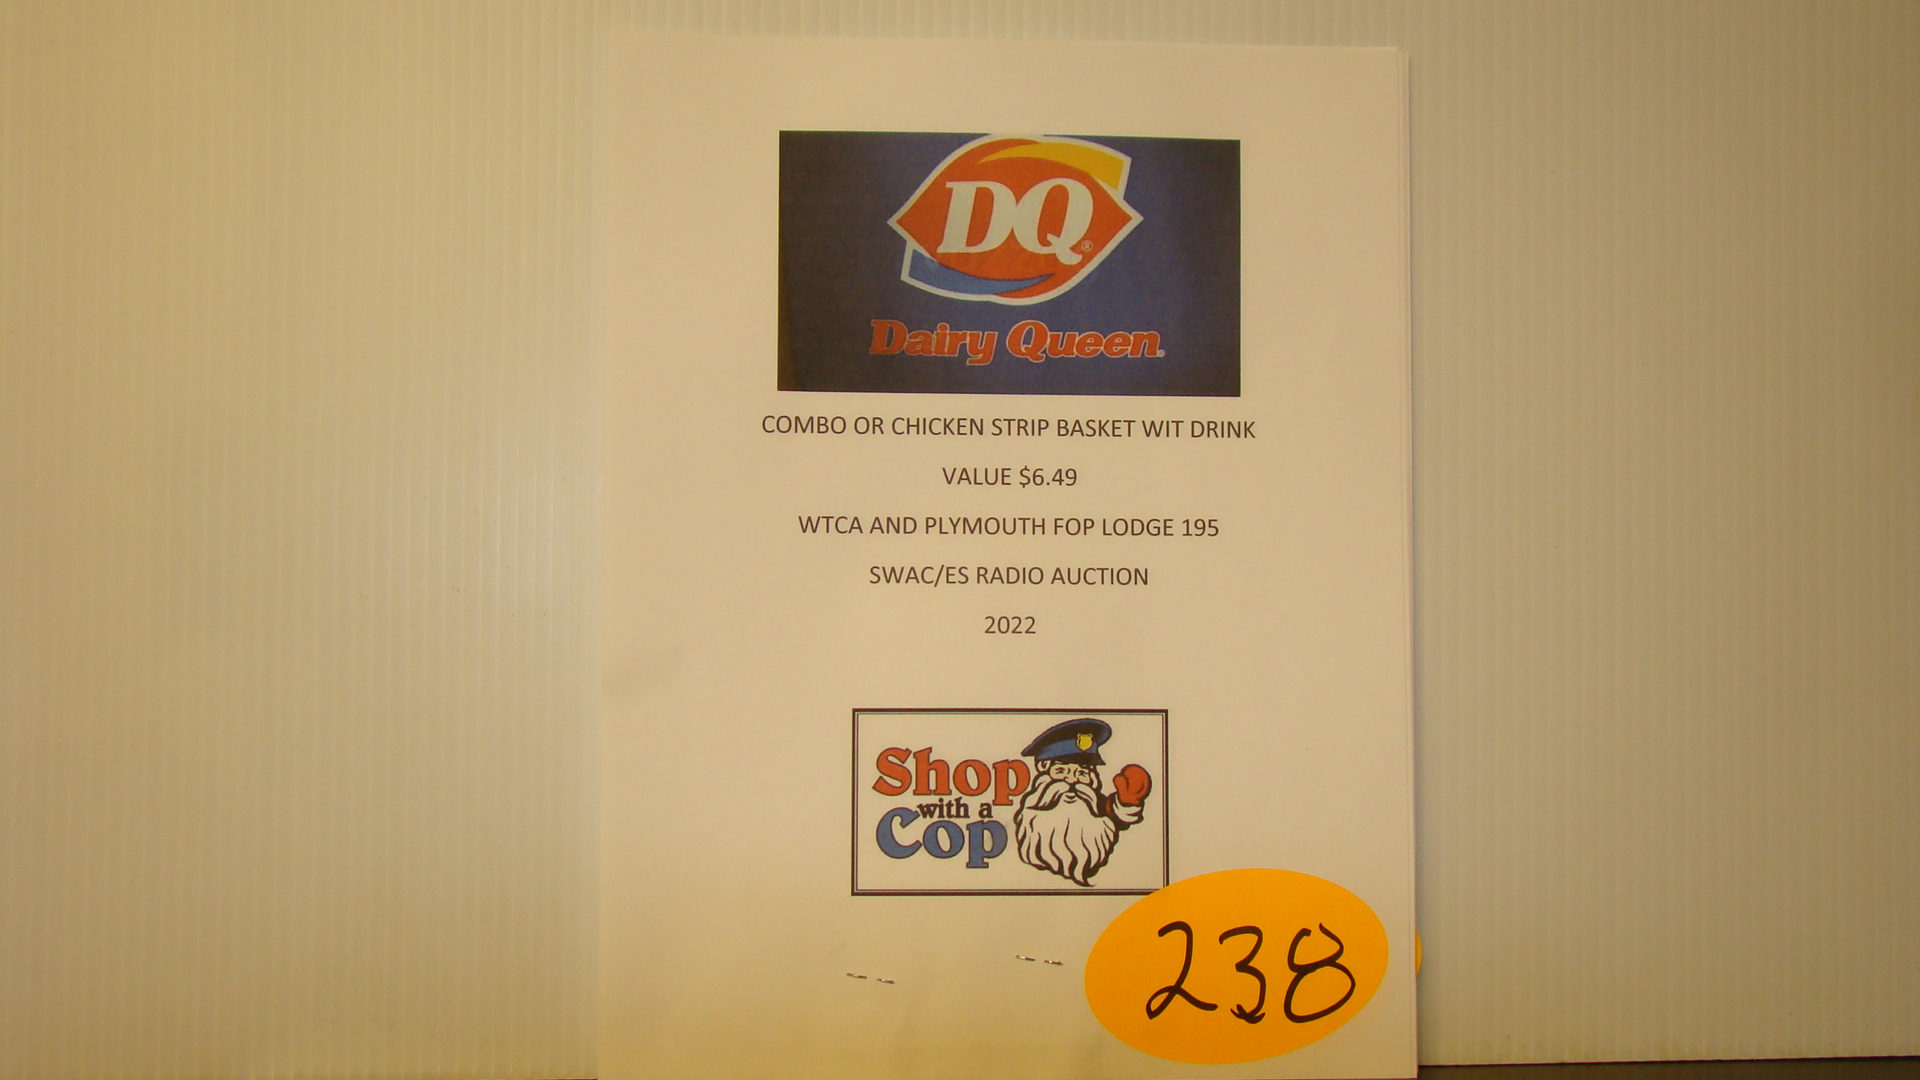 DQ®
Dairy Queen®
COMBO OR CHICKEN STRIP BASKET WIT DRINK
VALUE $6.49
WTCA AND PLYMOUTH FOP LODGE 195
SWAC/ES RADIO AUCTION
2022
Shop
with a
Cop
238